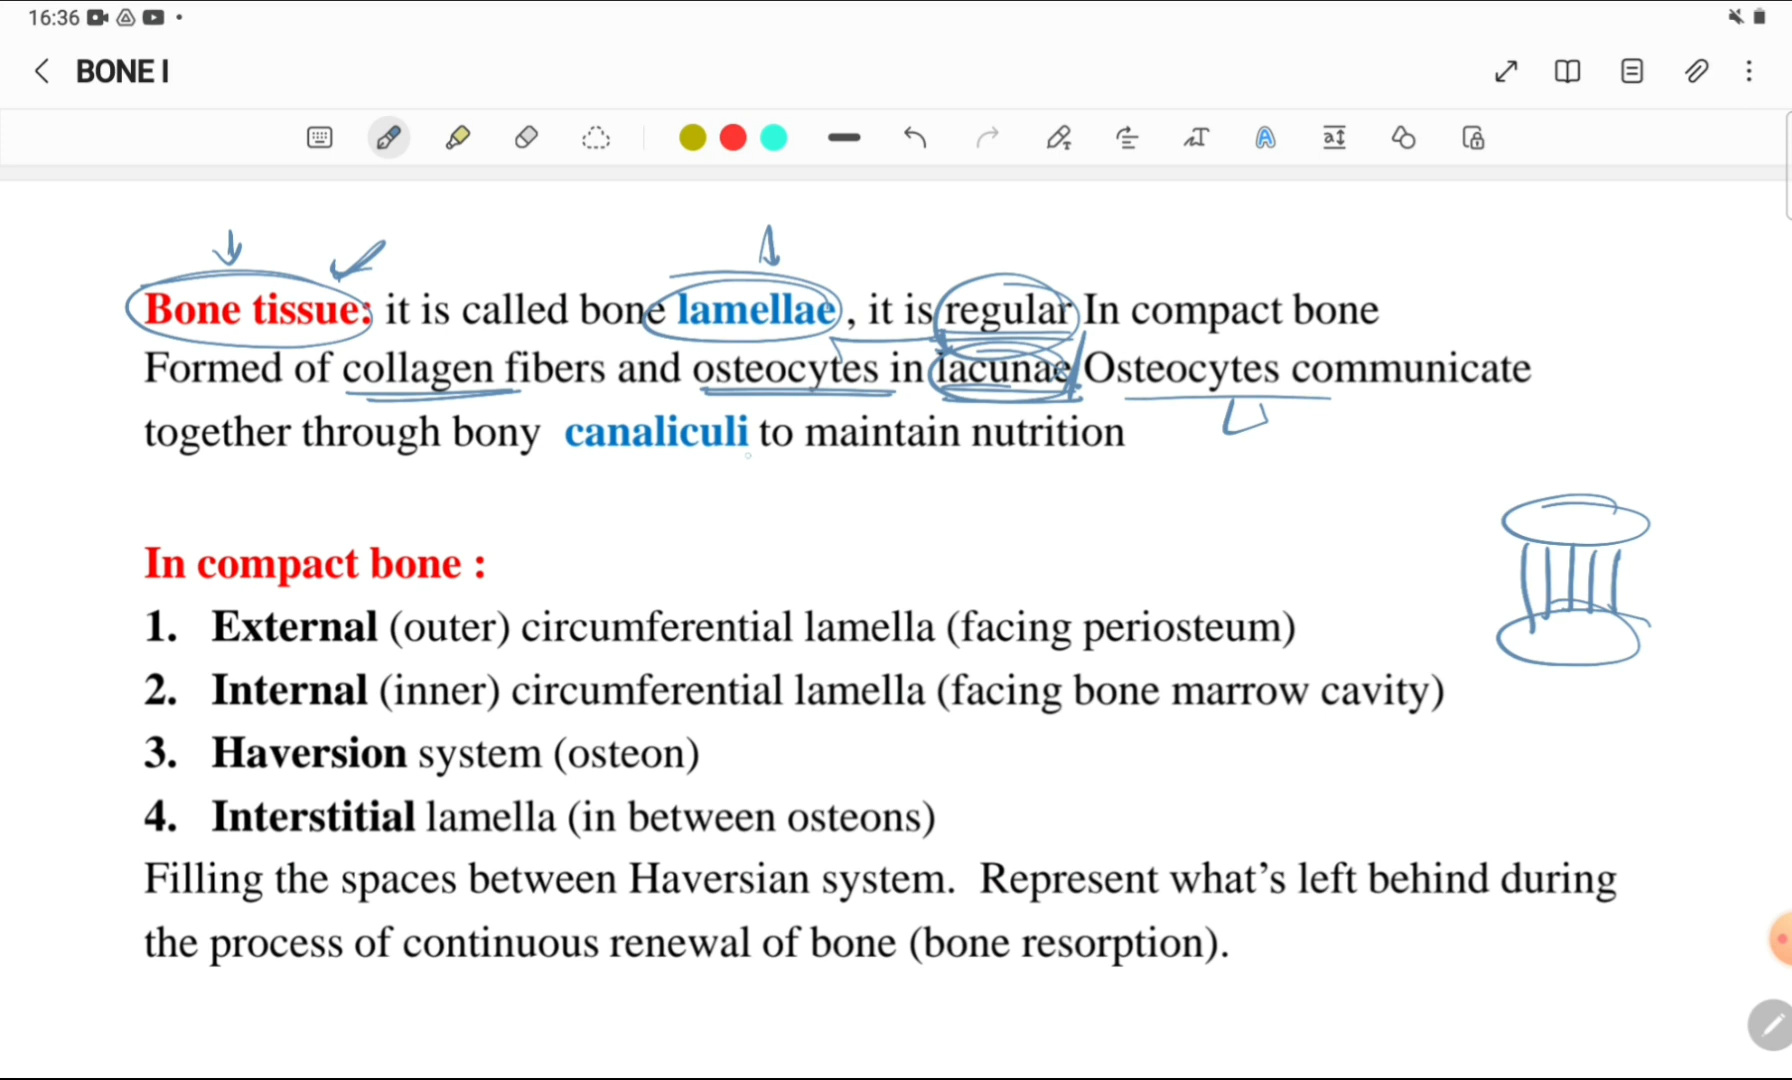 16:36
BONE I
Bone tissue: it is called bone lamellae , it is regular In compact bone
Formed of collagen fibers and osteocytes in lacunae Osteocytes communicate
together through bony canaliculi to maintain nutrition
In compact bone :
1. External (outer) circumferential lamella (facing periosteum)
2. Internal (inner) circumferential lamella (facing bone marrow cavity)
3. Haversion system (osteon)
4. Interstitial lamella (in between osteons)
Filling the spaces between Haversian system. Represent what’s left behind during
the process of continuous renewal of bone (bone resorption).